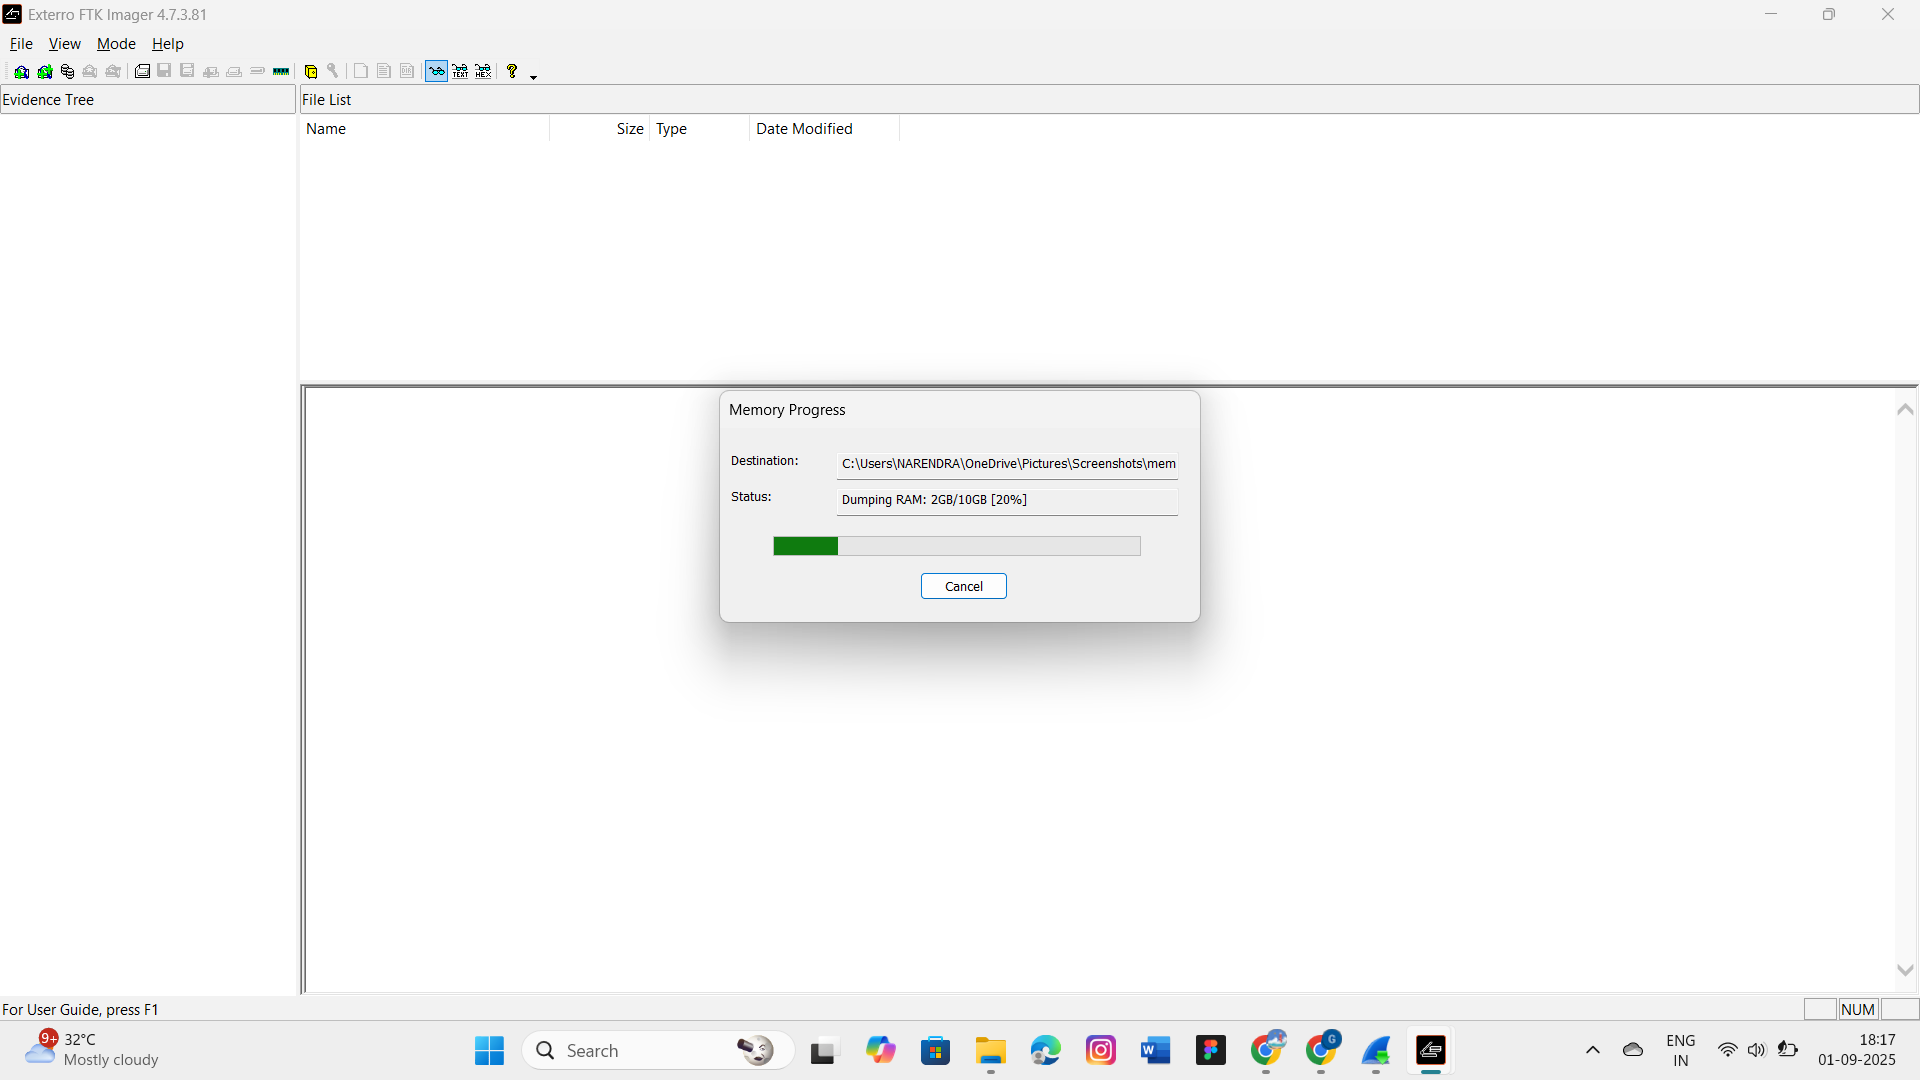 Exterro FTK Imager 4.7.3.81
File View Mode Help
TEXT HEX
Evidence Tree
File List
Name Size Type Date Modified
Memory Progress
Destination: C:\Users\NARENDRA\OneDrive\Pictures\Screenshots\mem
Status: Dumping RAM: 2GB/10GB [20%]
Cancel
For User Guide, press F1
NUM
9+ 32°C
Mostly cloudy
Search
W
G
ENG
IN
18:17
01-09-2025